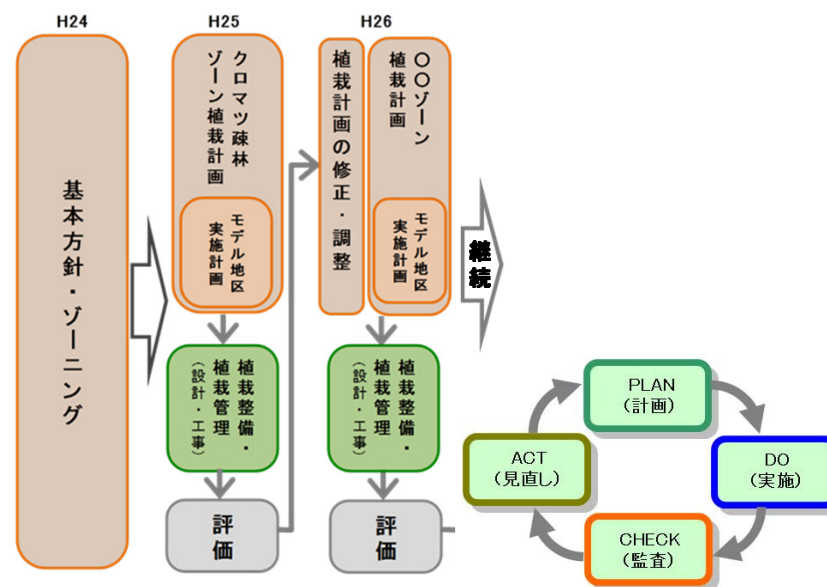 H24
基本方針・ゾーニング
H25
クロマツ疎林
ゾーン植栽計画
モデル地区
実施計画
植栽整備・
植栽管理
（設計・工事）
評価
H26
植栽計画の修正・調整
〇〇ゾーン
植栽計画
モデル地区
実施計画
植栽整備・
植栽管理
（設計・工事）
評価
継続
PLAN
(計画)
DO
(実施)
CHECK
(監査)
ACT
(見直し)